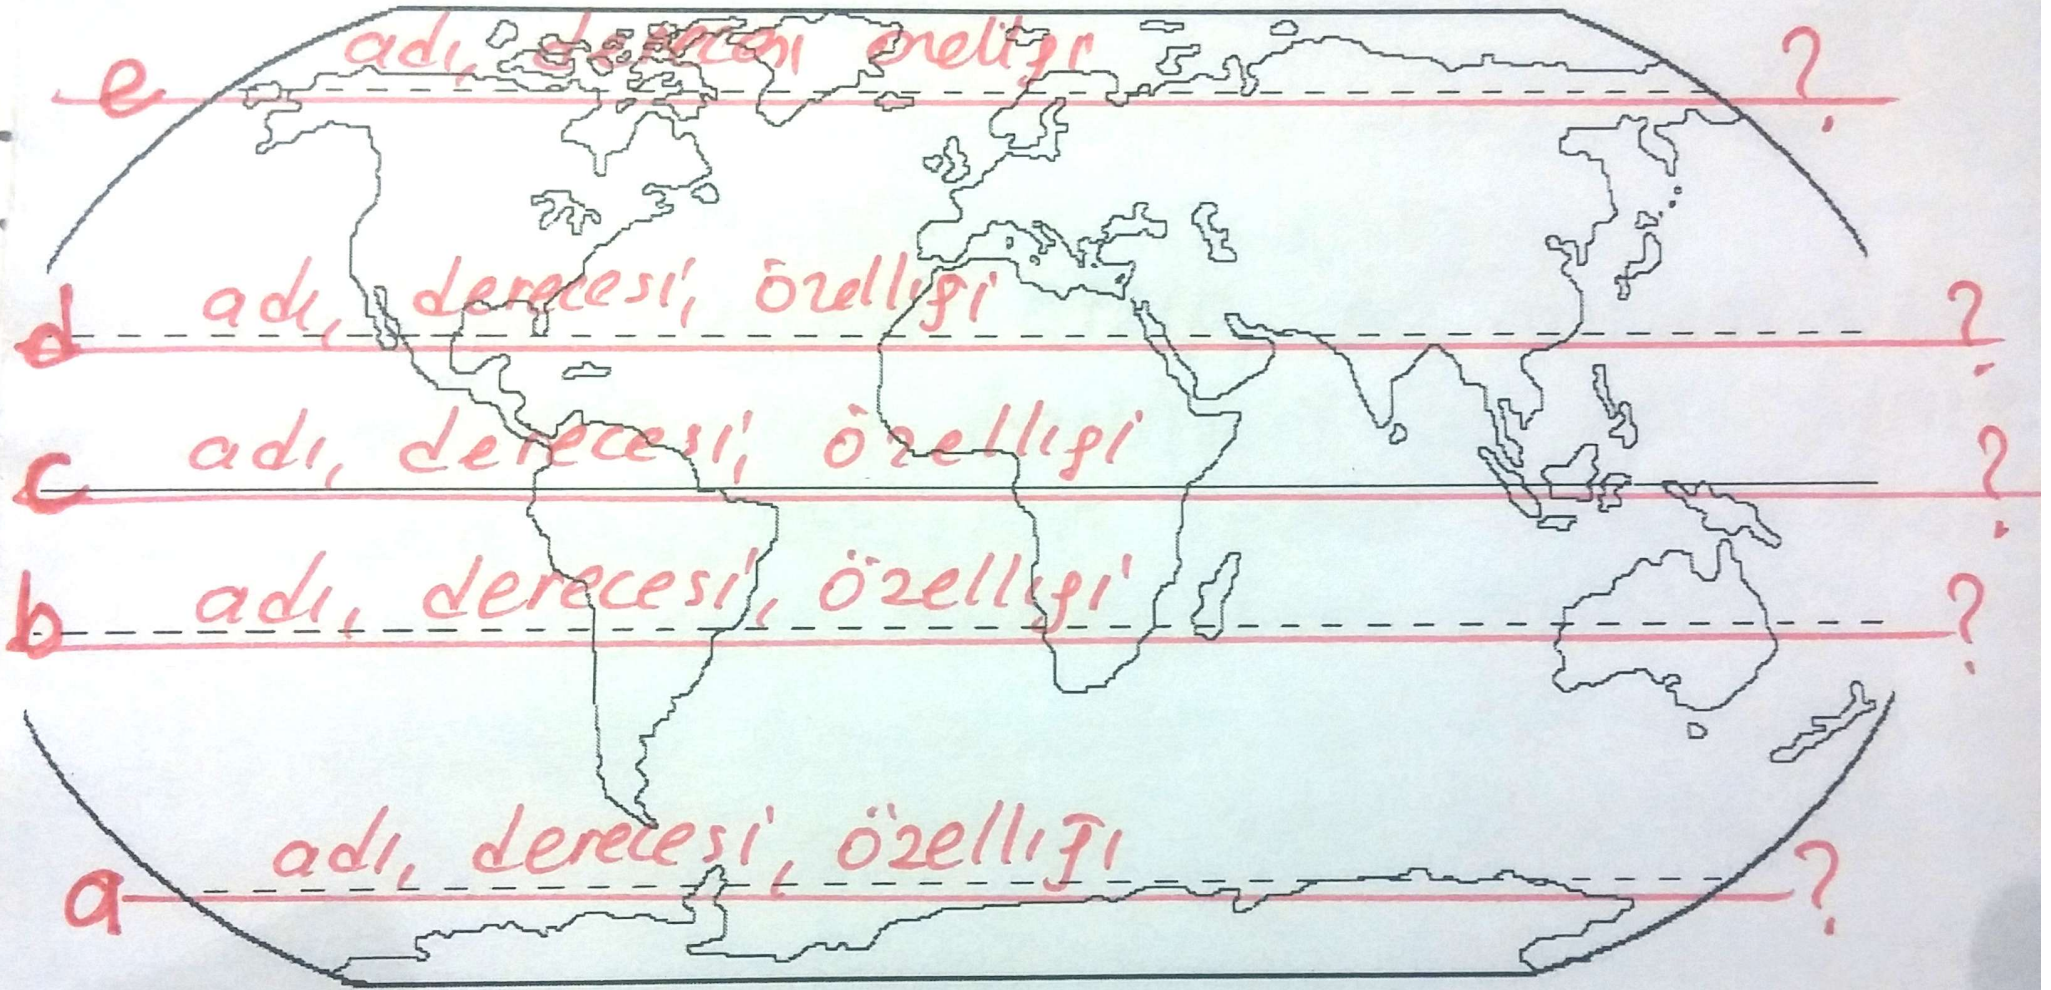 adı, derecesi özelliği
e ?
adı, derecesi, özelliği
d ?
adı, derecesi, özelliği
c ?
adı, derecesi, özelliği
b ?
adı, derecesi, özelliği
a ?